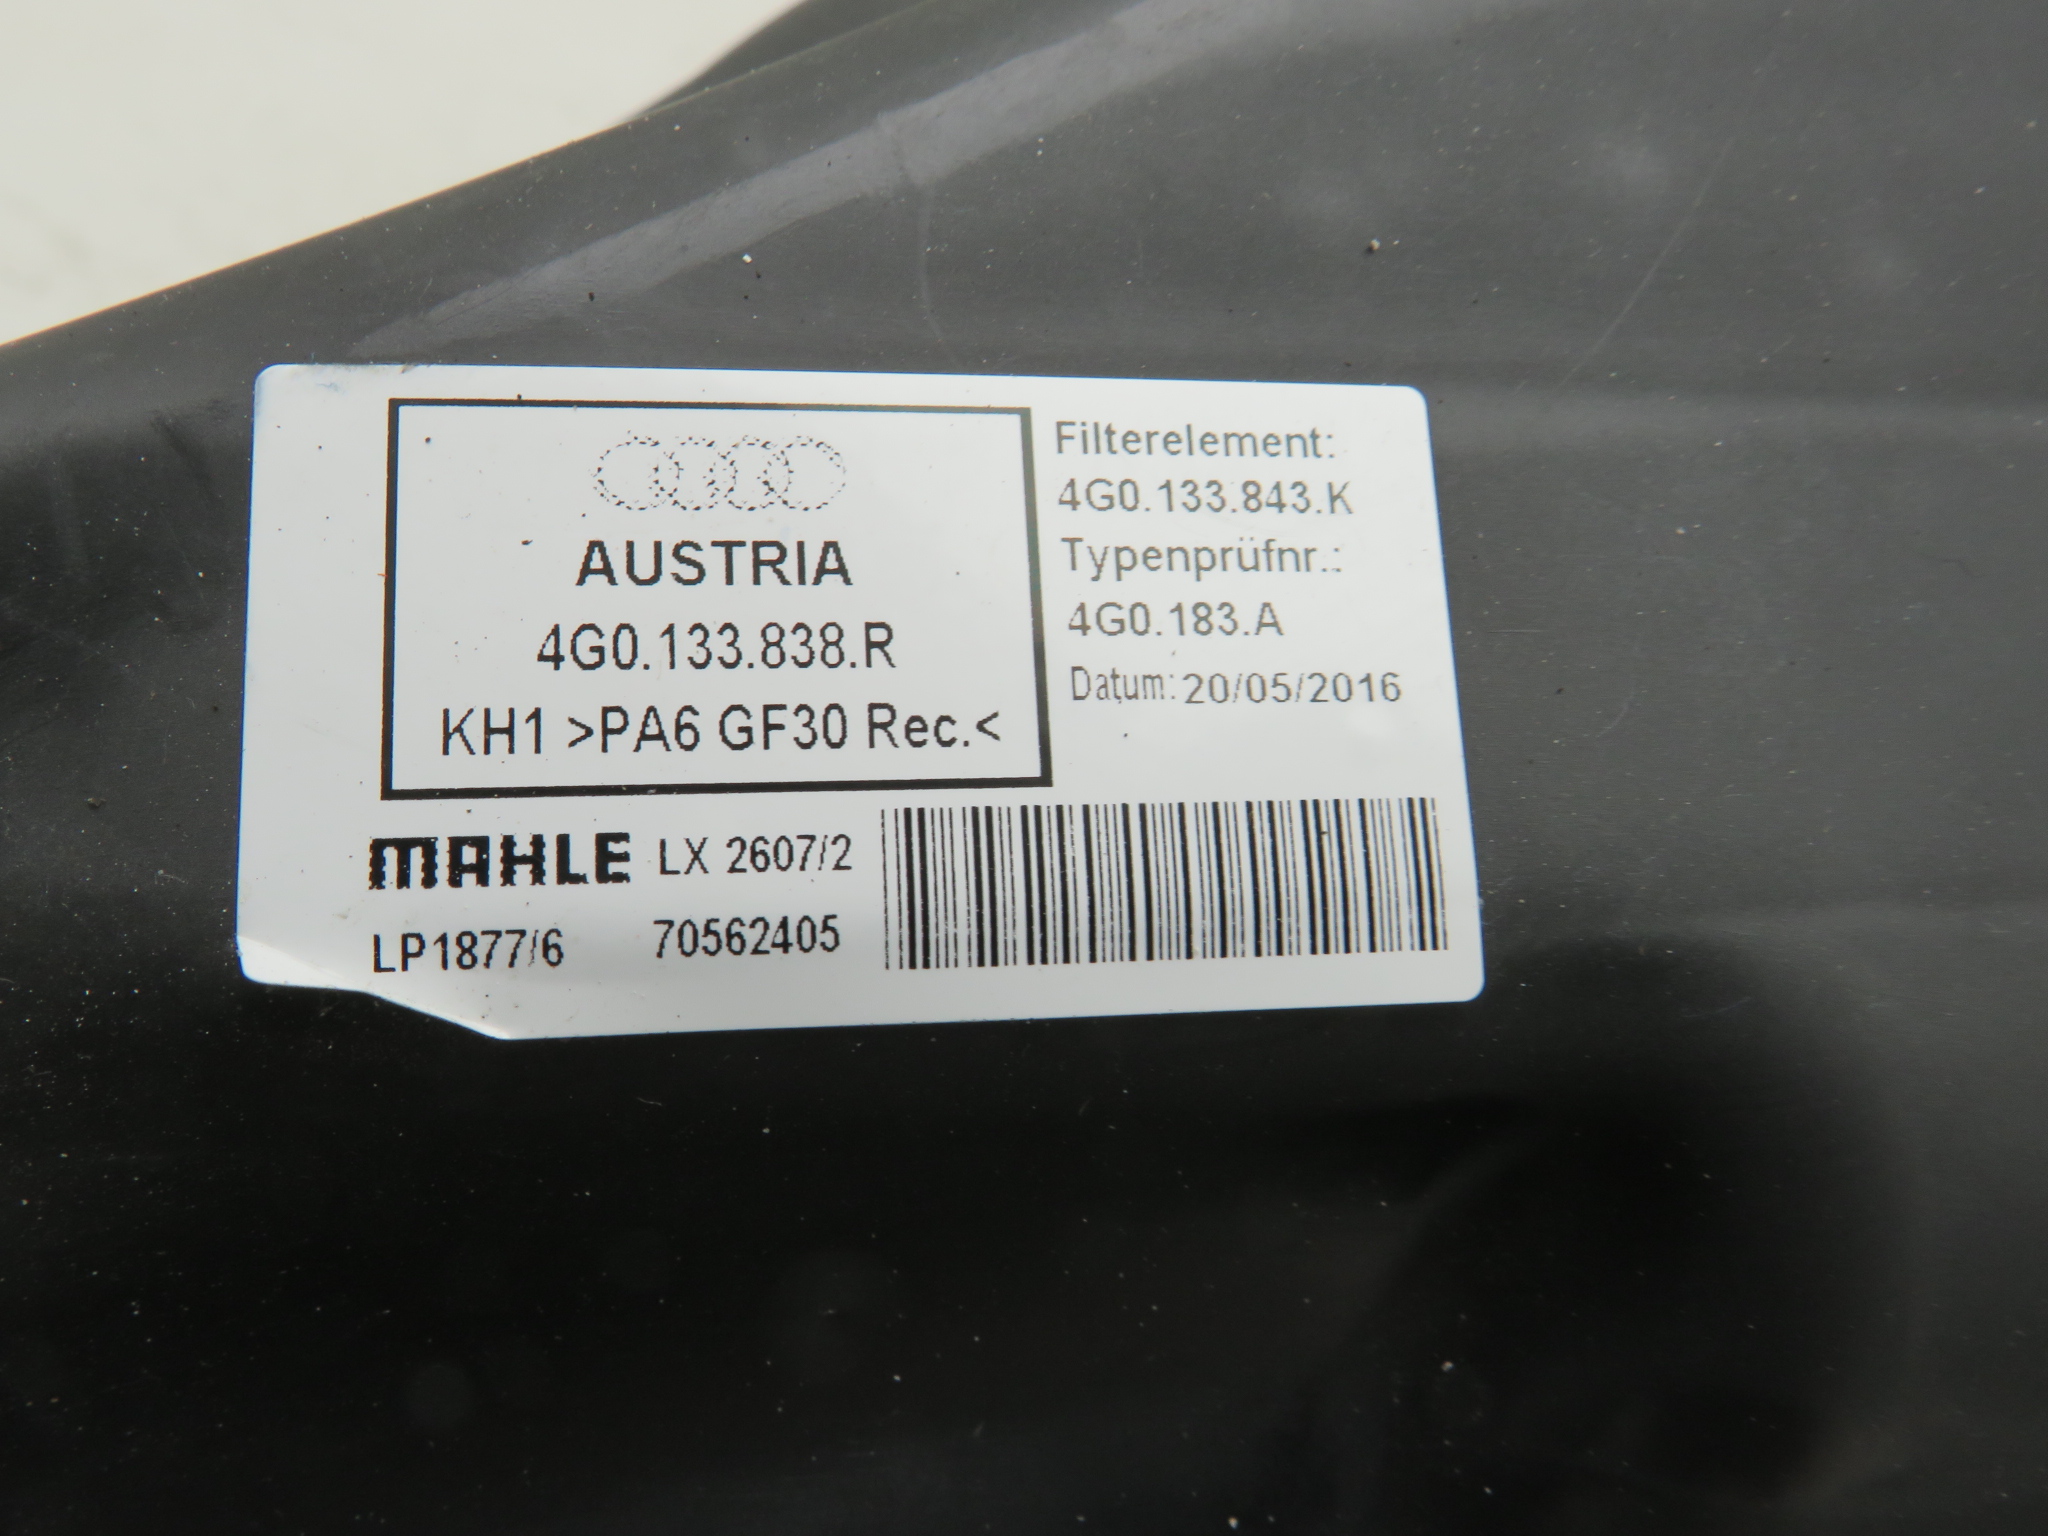 AUSTRIA
4G0.133.838.R
KH1 >PA6 GF30 Rec.<
Filterelement:
4G0.133.843.K
Typenprüfnr.:
4G0.183.A
Datum: 20/05/2016
MAHLE LX 2607/2
LP1877/6 70562405